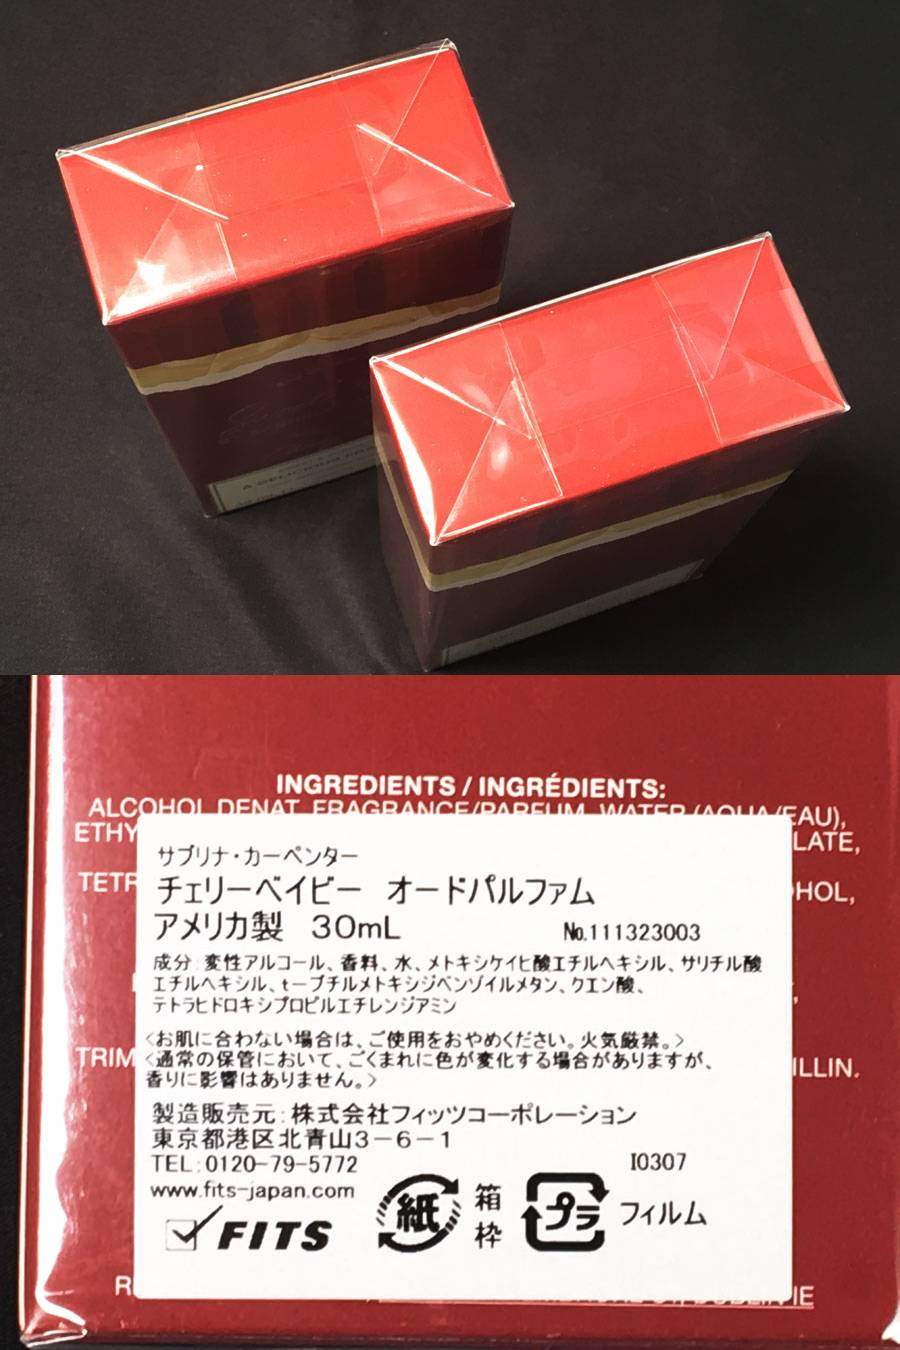 A DELICIOUS
INGREDIENTS / INGRÉDIENTS:
ALCOHOL DENAT, FRAGRANCE/PARFUM, WATER (AQUA/EAU),
サブリナ・カーペンター
チェリーベイビー オードパルファム
アメリカ製 30mL No.111323003
成分:変性アルコール、香料、水、メトキシケイヒ酸エチルヘキシル、サリチル酸
エチルヘキシル、t-ブチルメトキシジベンゾイルメタン、クエン酸、
テトラヒドロキシプロピルエチレンジアミン
<お肌に合わない場合は、ご使用をおやめください。火気厳禁。>
<通常の保管において、ごくまれに色が変化する場合がありますが、
香りに影響はありません。>
製造販売元:株式会社フィッツコーポレーション
東京都港区北青山3-6-1
TEL:0120-79-5772 I0307
www.fits-japan.com
FITS 紙 箱 枠 プラ フィルム